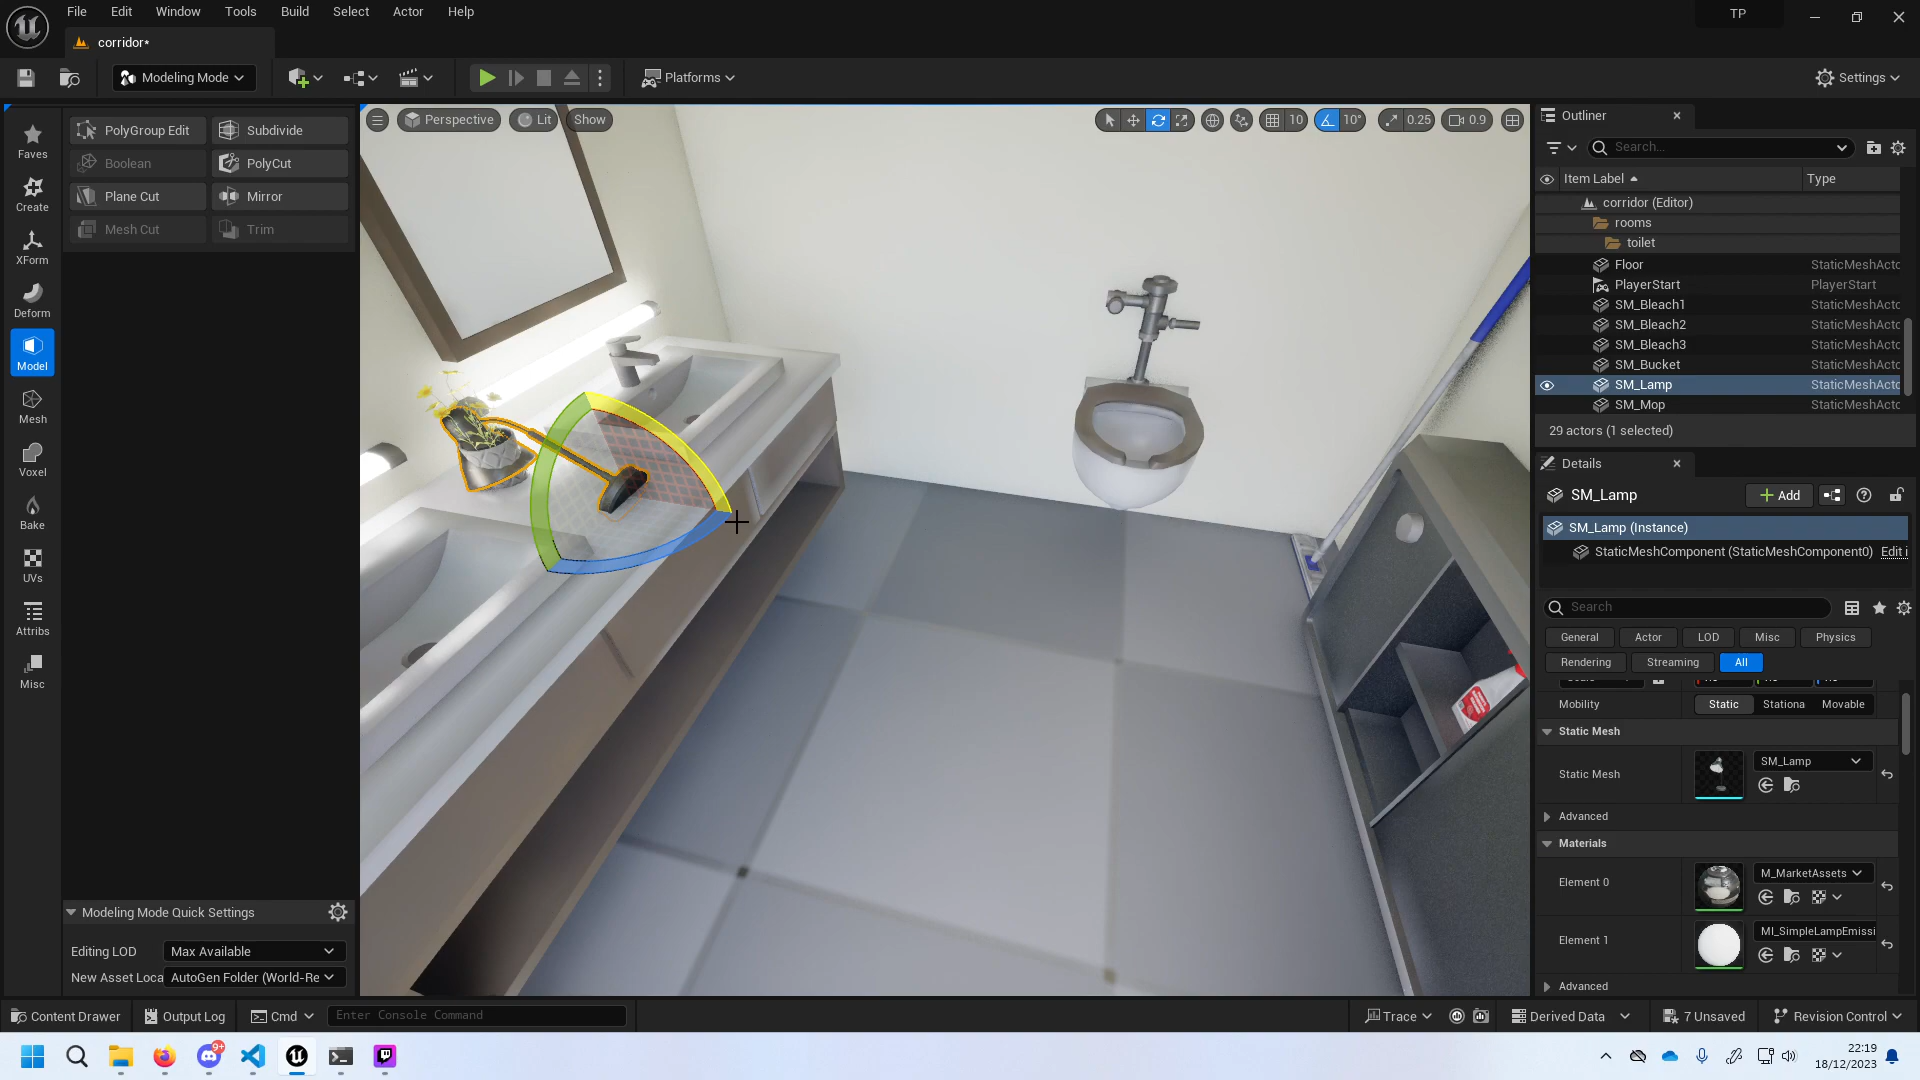 File Edit Window Tools Build Select Actor Help
TP
corridor*
Modeling Mode
Platforms
Settings
PolyGroup Edit Subdivide
Boolean PolyCut
Plane Cut Mirror
Mesh Cut Trim
Faves
Create
XForm
Deform
Model
Mesh
Voxel
Bake
UVs
Attribs
Misc
Modeling Mode Quick Settings
Editing LOD Max Available
New Asset Loca AutoGen Folder (World-Re
Perspective Lit Show
10 10° 0.25 0.9
Outliner
Search...
Item Label Type
corridor (Editor)
rooms
toilet
Floor StaticMeshActo
PlayerStart PlayerStart
SM_Bleach1 StaticMeshActo
SM_Bleach2 StaticMeshActo
SM_Bleach3 StaticMeshActo
SM_Bucket StaticMeshActo
SM_Lamp StaticMeshActo
SM_Mop StaticMeshActo
29 actors (1 selected)
Details
SM_Lamp Add
SM_Lamp (Instance)
StaticMeshComponent (StaticMeshComponent0) Edit i
Search
General Actor LOD Misc Physics
Rendering Streaming All
Mobility Static Stationa Movable
Static Mesh
Static Mesh SM_Lamp
Advanced
Materials
Element 0 M_MarketAssets
Element 1 MI_SimpleLampEmissi
Advanced
Content Drawer Output Log Cmd Enter Console Command
Trace Derived Data 7 Unsaved Revision Control
9+
22:19
18/12/2023